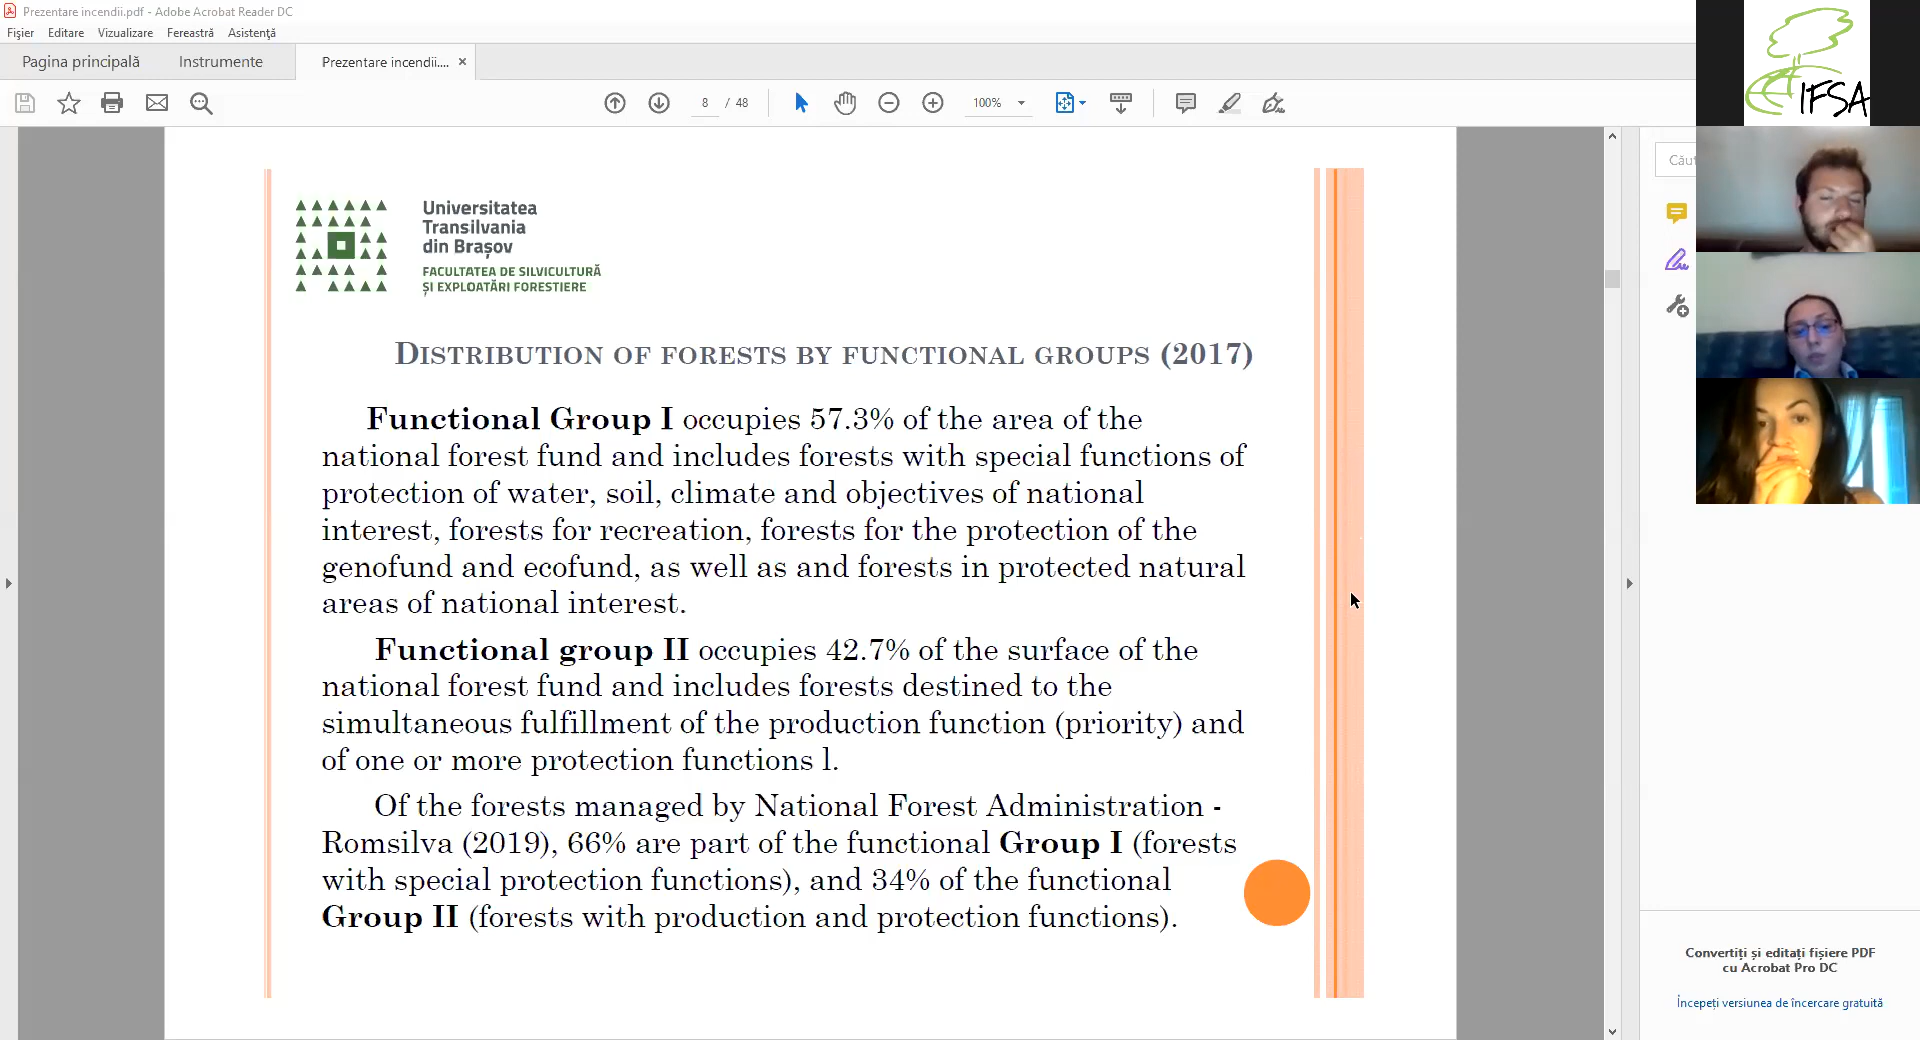 Prezentare incendii.pdf - Adobe Acrobat Reader DC
Fișier Editare Vizualizare Fereastră Asistență
Pagina principală Instrumente Prezentare incendii....
8 / 48 100%
IFSA
Universitatea
Transilvania
din Brașov
FACULTATEA DE SILVICULTURĂ
ȘI EXPLOATĂRI FORESTIERE
DISTRIBUTION OF FORESTS BY FUNCTIONAL GROUPS (2017)
Functional Group I occupies 57.3% of the area of the
national forest fund and includes forests with special functions of
protection of water, soil, climate and objectives of national
interest, forests for recreation, forests for the protection of the
genofund and ecofund, as well as and forests in protected natural
areas of national interest.
Functional group II occupies 42.7% of the surface of the
national forest fund and includes forests destined to the
simultaneous fulfillment of the production function (priority) and
of one or more protection functions l.
Of the forests managed by National Forest Administration -
Romsilva (2019), 66% are part of the functional Group I (forests
with special protection functions), and 34% of the functional
Group II (forests with production and protection functions).
Convertiți și editați fișiere PDF
cu Acrobat Pro DC
Începeți versiunea de încercare gratuită